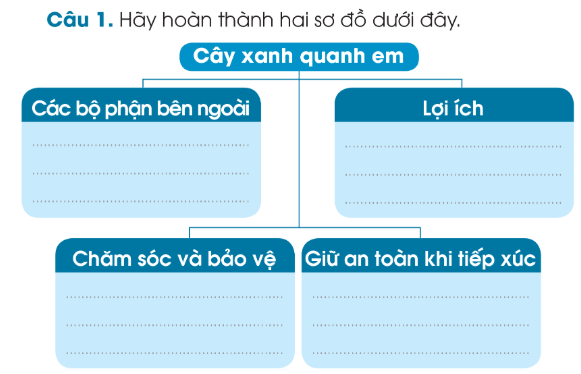 Câu 1. Hãy hoàn thành hai sơ đồ dưới đây.
Cây xanh quanh em
Các bộ phận bên ngoài
Lợi ích
Chăm sóc và bảo vệ
Giữ an toàn khi tiếp xúc